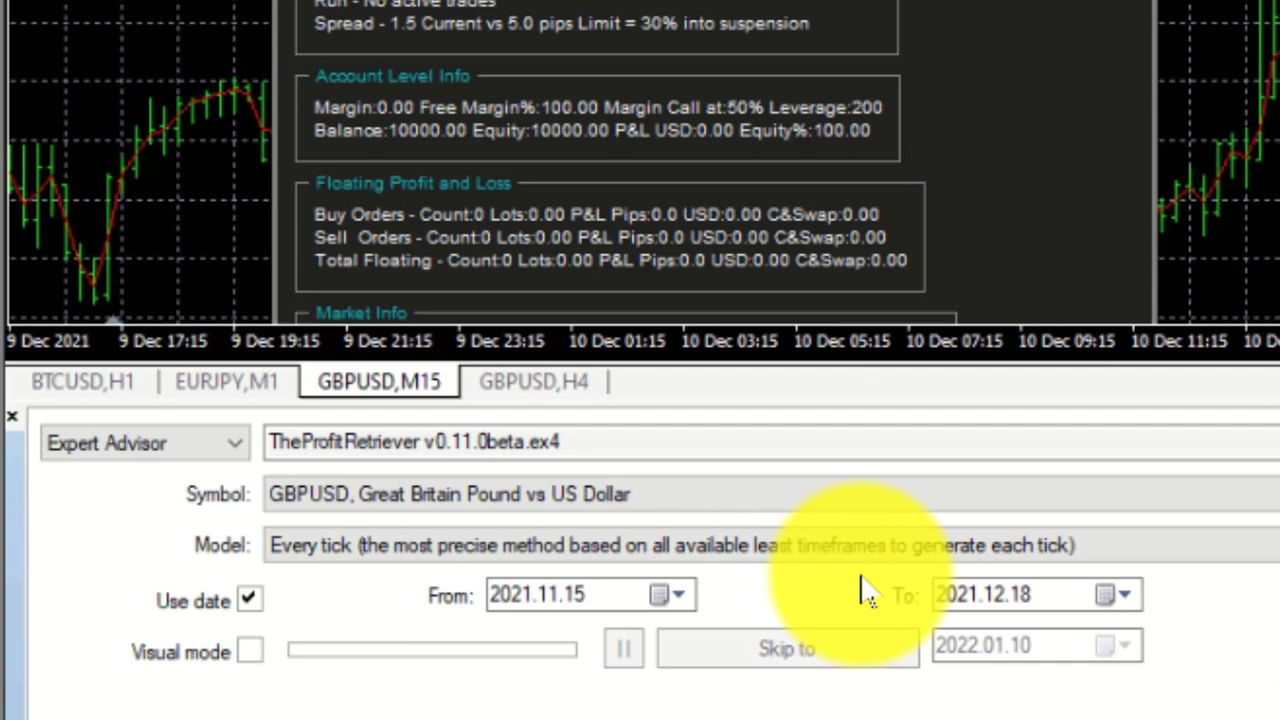 Run - No active trades
Spread - 1.5 Current vs 5.0 pips Limit = 30% into suspension
Account Level Info
Margin:0.00 Free Margin%:100.00 Margin Call at:50% Leverage:200
Balance:10000.00 Equity:10000.00 P&L USD:0.00 Equity%:100.00
Floating Profit and Loss
Buy Orders - Count:0 Lots:0.00 P&L Pips:0.0 USD:0.00 C&Swap:0.00
Sell Orders - Count:0 Lots:0.00 P&L Pips:0.0 USD:0.00 C&Swap:0.00
Total Floating - Count:0 Lots:0.00 P&L Pips:0.0 USD:0.00 C&Swap:0.00
Market Info
9 Dec 2021 9 Dec 17:15 9 Dec 19:15 9 Dec 21:15 9 Dec 23:15 10 Dec 01:15 10 Dec 03:15 10 Dec 05:15 10 Dec 07:15 10 Dec 09:15 10 Dec 11:15 10 D
BTCUSD,H1 | EURJPY,M1 GBPUSD,M15 GBPUSD,H4 |
Expert Advisor TheProfitRetriever v0.11.0beta.ex4
Symbol: GBPUSD, Great Britain Pound vs US Dollar
Model: Every tick (the most precise method based on all available least timeframes to generate each tick)
Use date From: 2021.11.15 To: 2021.12.18
Visual mode Skip to 2022.01.10